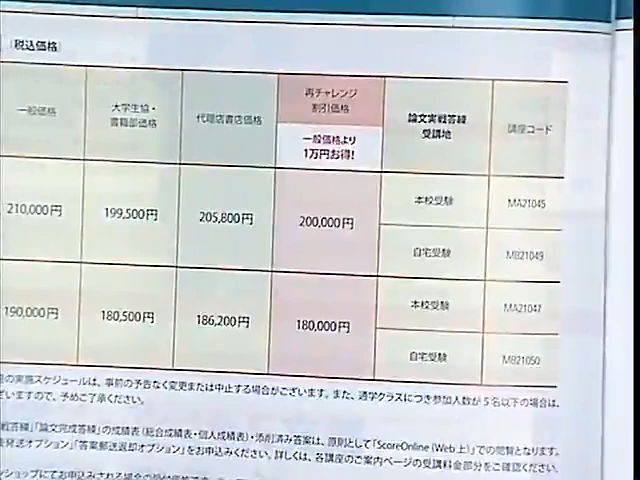 （税込価格）
一般価格
大学生協・
書籍部価格
代理店書店価格
再チャレンジ
割引価格
一般価格より
1万円お得!
論文実戦答練
受講地
講座コード
210,000円
199,500円
205,800円
200,000円
本校受験
MA21045
自宅受験
MB21049
190,000円
180,500円
186,200円
180,000円
本校受験
MA21047
自宅受験
MB21050
の実施スケジュールは、事前の予告なく変更または中止する場合がございます。また、通学クラスにつき参加人数が5名以下の場合は、
ざいますので、予めご了承ください。
戦答練」「論文完成答練」の成績表（総合成績表・個人成績表）・添削済み答案は、原則として「ScoreOnline（Web上）」での閲覧となります。
発送オプション」「答案郵送返却オプション」をお申込みください。詳しくは、各講座のご案内ページの受講料金部分をご確認ください。
ショップにてお申込みされる場合の